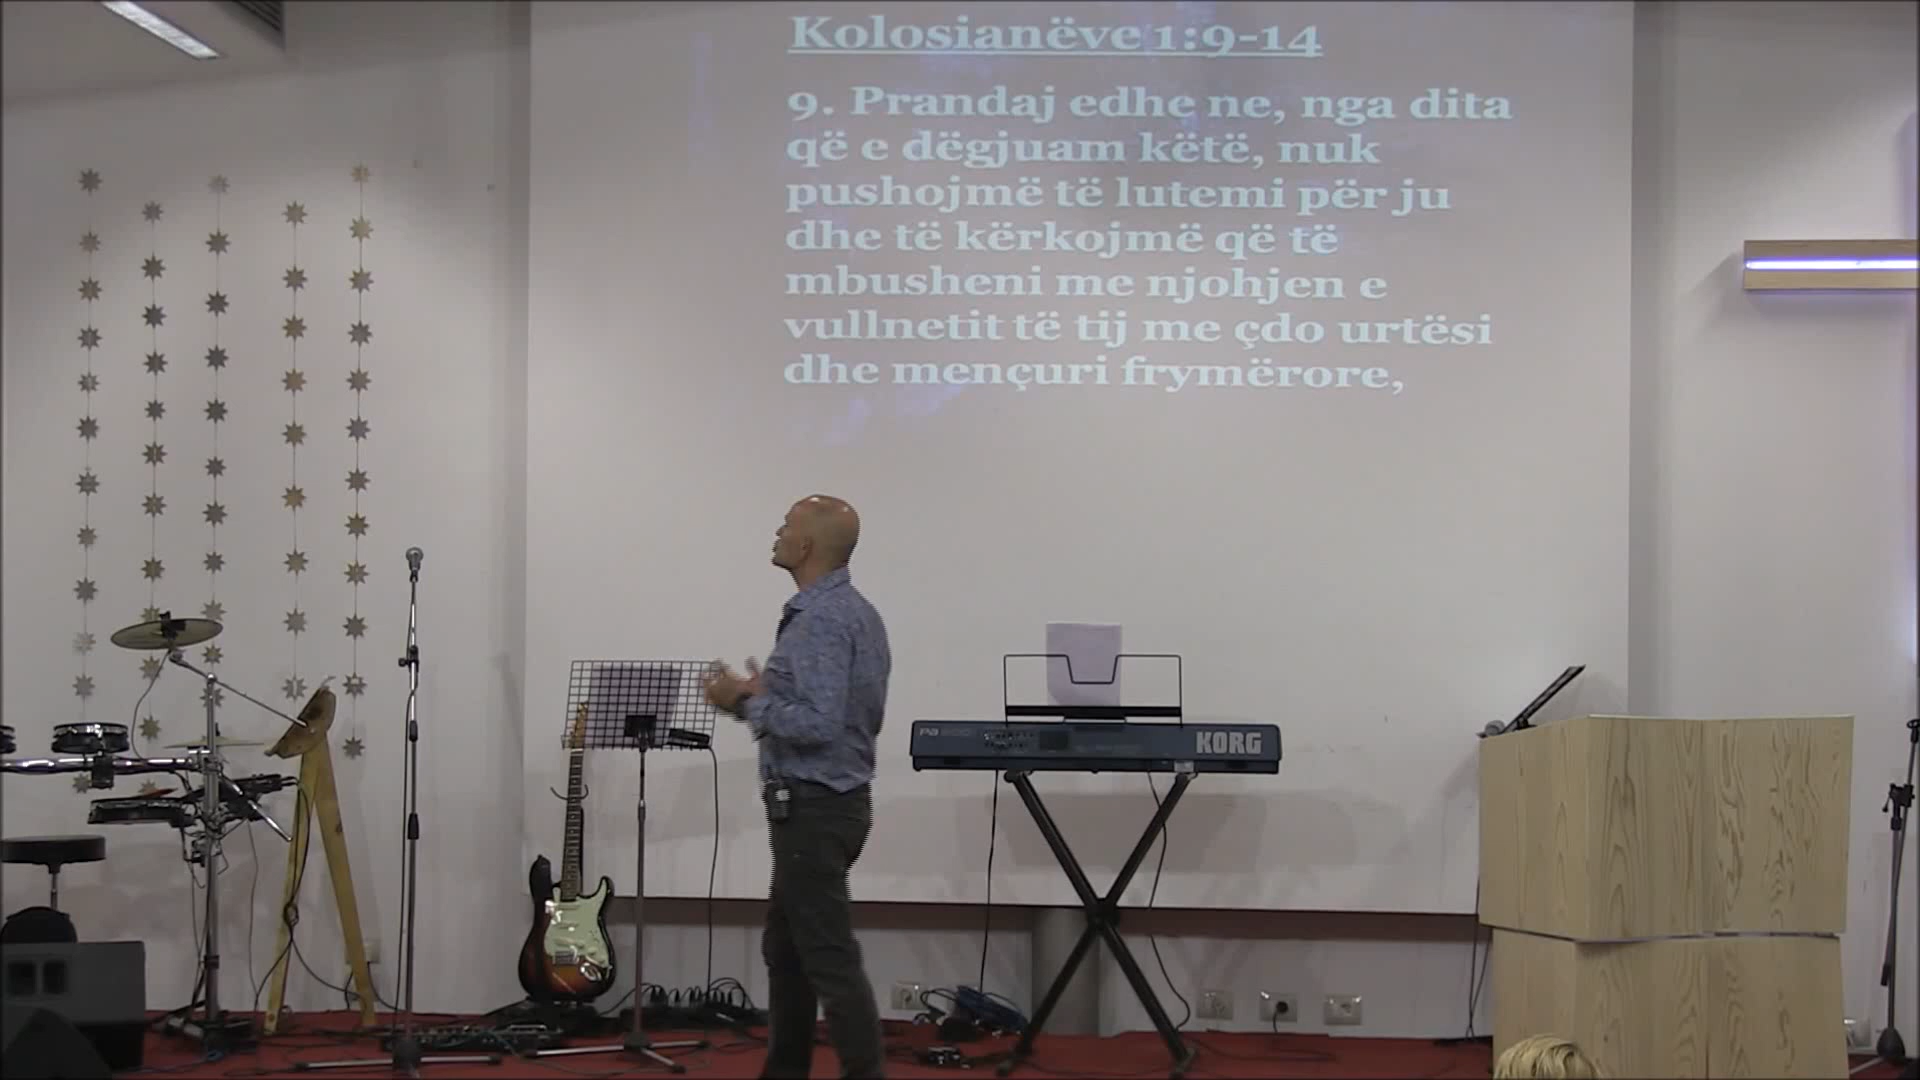 Kolosianëve 1:9-14
9. Prandaj edhe ne, nga dita
që e dëgjuam këtë, nuk
pushojmë të lutemi për ju
dhe të kërkojmë që të
mbusheni me njohjen e
vullnetit të tij me çdo urtësi
dhe mençuri frymërore,
KORG